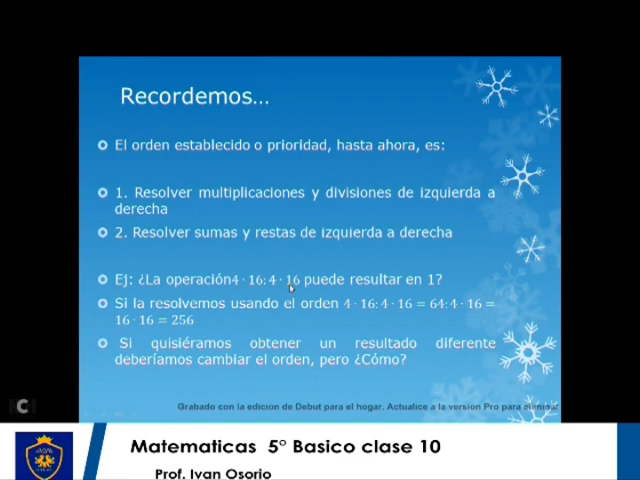 Recordemos...
El orden establecido o prioridad, hasta ahora, es:
1. Resolver multiplicaciones y divisiones de izquierda a
derecha
2. Resolver sumas y restas de izquierda a derecha
Ej: ¿La operación4 · 16: 4 · 16 puede resultar en 1?
Si la resolvemos usando el orden 4 · 16: 4 · 16 = 64: 4 · 16 =
16 · 16 = 256
Si quisiéramos obtener un resultado diferente
deberíamos cambiar el orden, pero ¿Cómo?
Grabado con la edicion de Debut para el hogar. Actualice a la version Pro para eliminar
Matematicas 5° Basico clase 10
Prof. Ivan Osorio